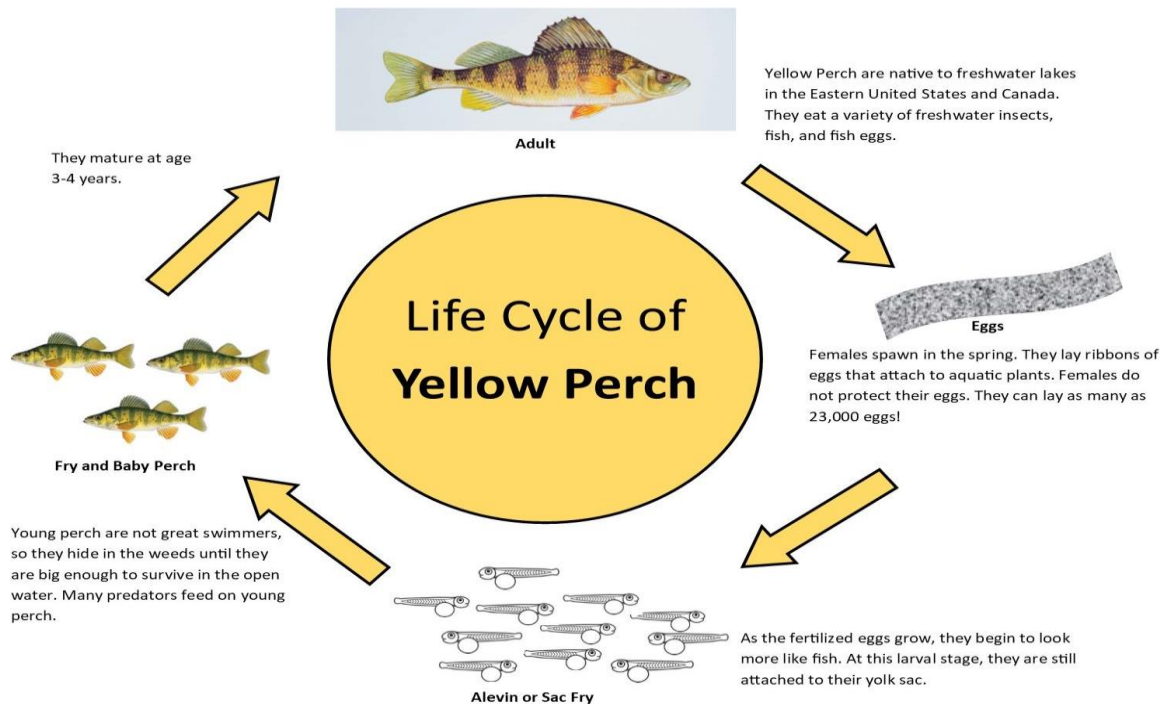 Adult
Yellow Perch are native to freshwater lakes
in the Eastern United States and Canada.
They eat a variety of freshwater insects,
fish, and fish eggs.
They mature at age
3-4 years.
Life Cycle of
Yellow Perch
Eggs
Females spawn in the spring. They lay ribbons of
eggs that attach to aquatic plants. Females do
not protect their eggs. They can lay as many as
23,000 eggs!
Fry and Baby Perch
Young perch are not great swimmers,
so they hide in the weeds until they
are big enough to survive in the open
water. Many predators feed on young
perch.
As the fertilized eggs grow, they begin to look
more like fish. At this larval stage, they are still
attached to their yolk sac.
Alevin or Sac Fry